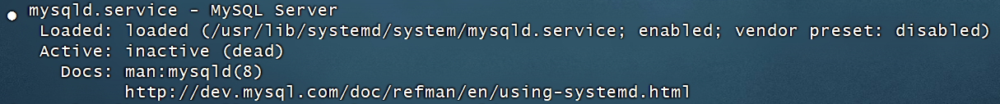 ● mysqld.service - MySQL Server
Loaded: loaded (/usr/lib/systemd/system/mysqld.service; enabled; vendor preset: disabled)
Active: inactive (dead)
Docs: man:mysqld(8)
http://dev.mysql.com/doc/refman/en/using-systemd.html